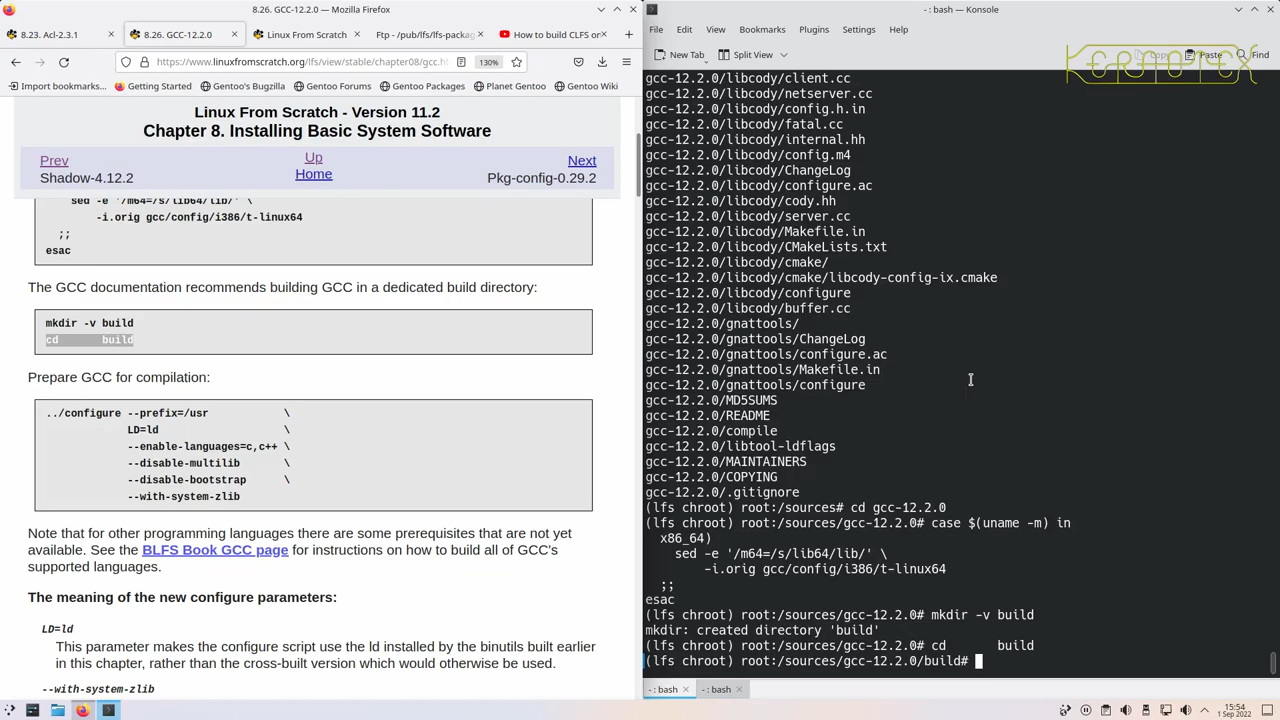 8.26. GCC-12.2.0 — Mozilla Firefox
8.23. Acl-2.3.1
8.26. GCC-12.2.0
Linux From Scratch
Ftp - /pub/lfs/lfs-packag
How to build CLFS on
https://www.linuxfromscratch.org/lfs/view/stable/chapter08/gcc.h
130%
Import bookmarks...
Getting Started
Gentoo's Bugzilla
Gentoo Forums
Gentoo Packages
Planet Gentoo
Gentoo Wiki
Linux From Scratch - Version 11.2
Chapter 8. Installing Basic System Software
Prev
Up
Next
Shadow-4.12.2
Home
Pkg-config-0.29.2
sed -e '/m64=/s/lib64/lib/' \
-i.orig gcc/config/i386/t-linux64
;;
esac
The GCC documentation recommends building GCC in a dedicated build directory:
mkdir -v build
cd       build
Prepare GCC for compilation:
../configure --prefix=/usr            \
LD=ld                    \
--enable-languages=c,c++ \
--disable-multilib       \
--disable-bootstrap      \
--with-system-zlib
Note that for other programming languages there are some prerequisites that are not yet
available. See the BLFS Book GCC page for instructions on how to build all of GCC's
supported languages.
The meaning of the new configure parameters:
LD=ld
This parameter makes the configure script use the ld installed by the binutils built earlier
in this chapter, rather than the cross-built version which would otherwise be used.
--with-system-zlib
- : bash — Konsole
File
Edit
View
Bookmarks
Plugins
Settings
Help
New Tab
Split View
Copy
Paste
Find
KERNOTEX
gcc-12.2.0/libcody/client.cc
gcc-12.2.0/libcody/netserver.cc
gcc-12.2.0/libcody/config.h.in
gcc-12.2.0/libcody/fatal.cc
gcc-12.2.0/libcody/internal.hh
gcc-12.2.0/libcody/config.m4
gcc-12.2.0/libcody/ChangeLog
gcc-12.2.0/libcody/configure.ac
gcc-12.2.0/libcody/cody.hh
gcc-12.2.0/libcody/server.cc
gcc-12.2.0/libcody/Makefile.in
gcc-12.2.0/libcody/CMakeLists.txt
gcc-12.2.0/libcody/cmake/
gcc-12.2.0/libcody/cmake/libcody-config-ix.cmake
gcc-12.2.0/libcody/configure
gcc-12.2.0/libcody/buffer.cc
gcc-12.2.0/gnattools/
gcc-12.2.0/gnattools/ChangeLog
gcc-12.2.0/gnattools/configure.ac
gcc-12.2.0/gnattools/Makefile.in
gcc-12.2.0/gnattools/configure
gcc-12.2.0/MD5SUMS
gcc-12.2.0/README
gcc-12.2.0/compile
gcc-12.2.0/libtool-ldflags
gcc-12.2.0/MAINTAINERS
gcc-12.2.0/COPYING
gcc-12.2.0/.gitignore
(lfs chroot) root:/sources# cd gcc-12.2.0
(lfs chroot) root:/sources/gcc-12.2.0# case $(uname -m) in
x86_64)
sed -e '/m64=/s/lib64/lib/' \
-i.orig gcc/config/i386/t-linux64
;;
esac
(lfs chroot) root:/sources/gcc-12.2.0# mkdir -v build
mkdir: created directory 'build'
(lfs chroot) root:/sources/gcc-12.2.0# cd       build
(lfs chroot) root:/sources/gcc-12.2.0/build#
- : bash
- : bash
15:54
1 Sep 2022